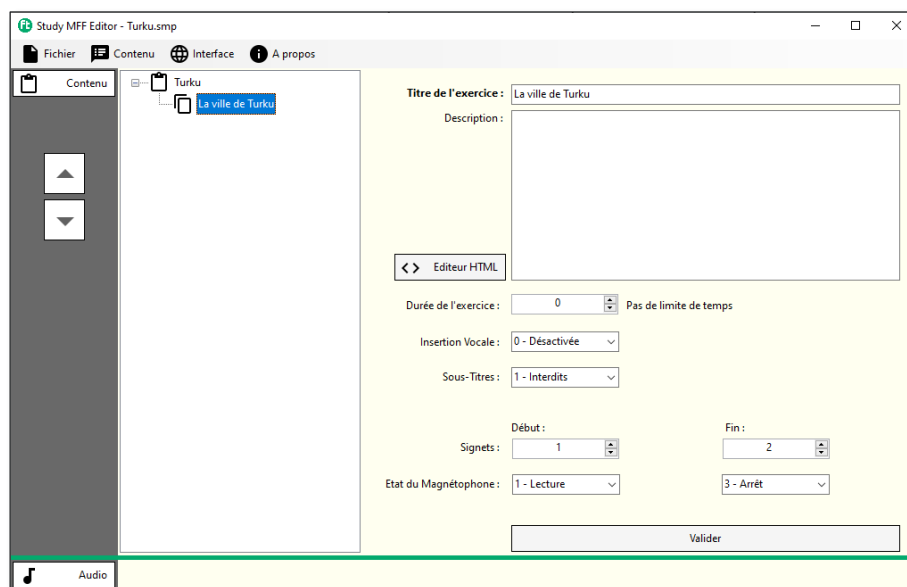 ft Study MFF Editor - Turku.smp
Fichier Contenu Interface A propos
Contenu
Turku
La ville de Turku
Titre de l'exercice : La ville de Turku
Description :
Editeur HTML
Durée de l'exercice : 0 Pas de limite de temps
Insertion Vocale : 0 - Désactivée
Sous-Titres : 1 - Interdits
Début : Fin :
Signets : 1 2
Etat du Magnétophone : 1 - Lecture 3 - Arrêt
Valider
Audio